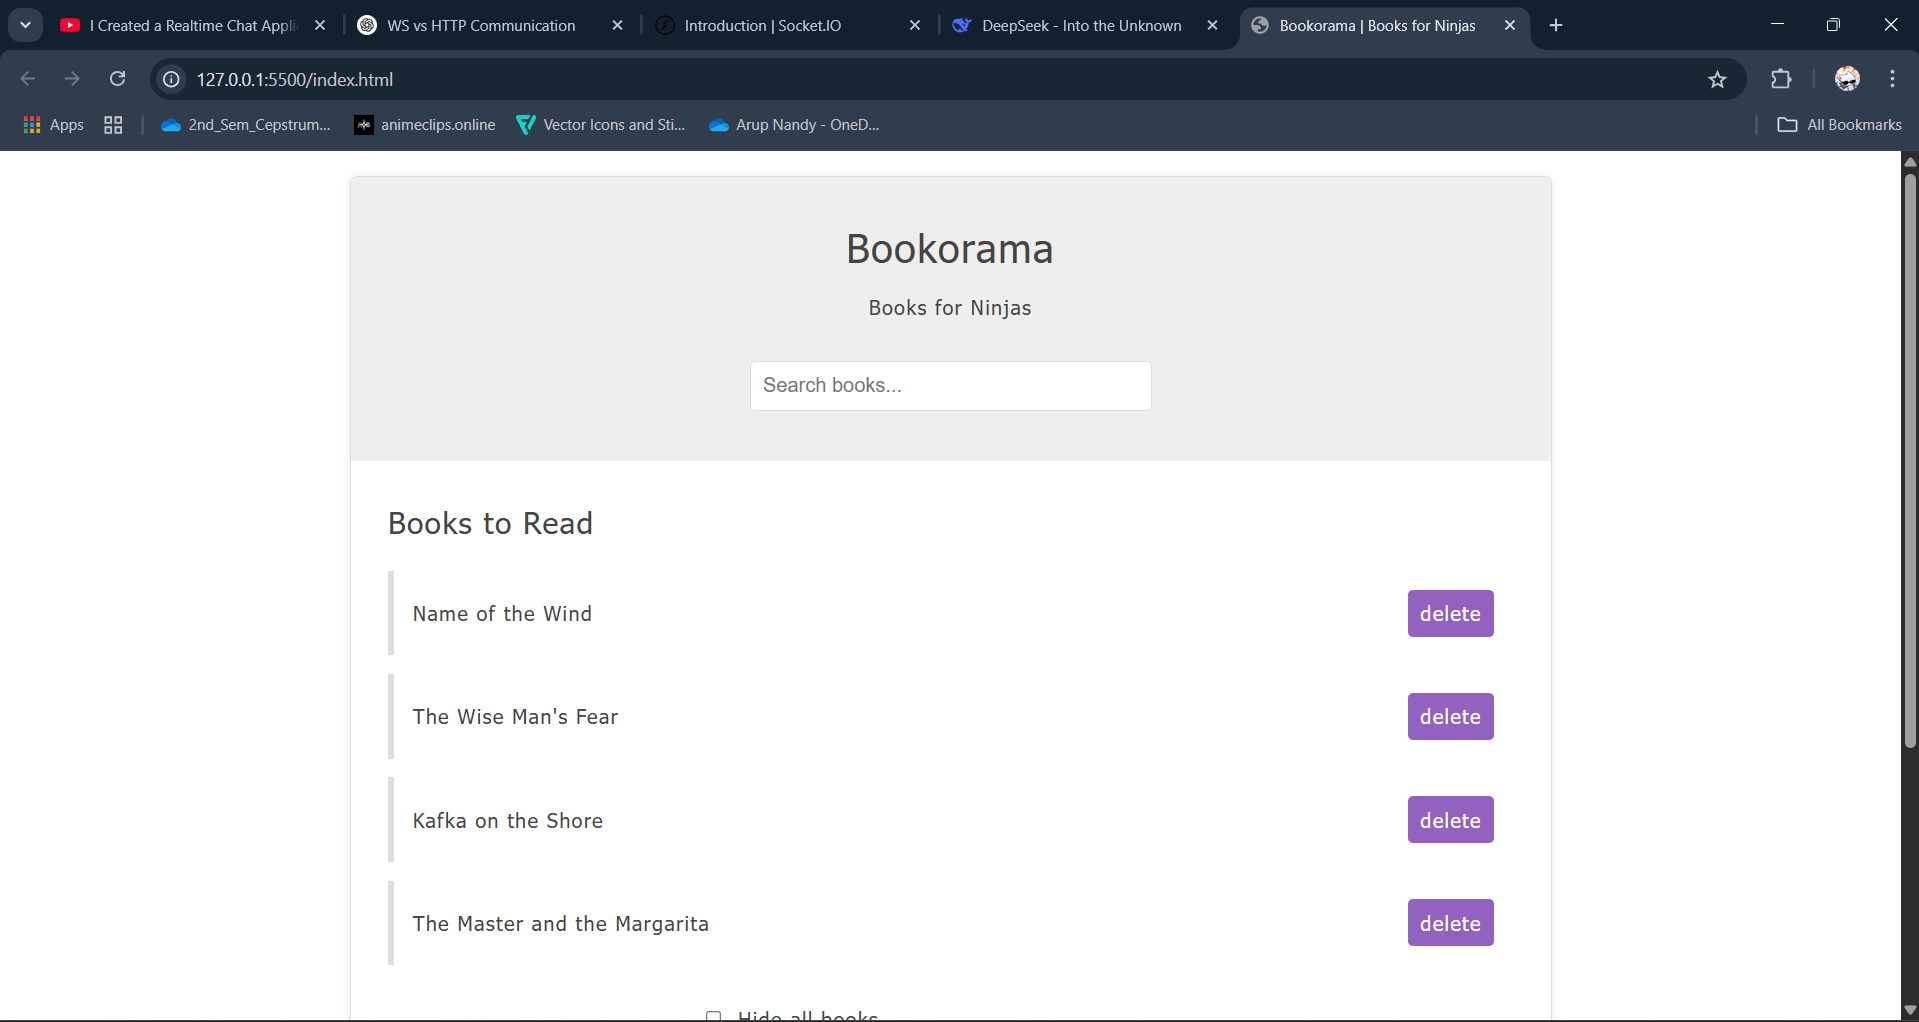 I Created a Realtime Chat Appli
WS vs HTTP Communication
Introduction | Socket.IO
DeepSeek - Into the Unknown
Bookorama | Books for Ninjas
127.0.0.1:5500/index.html
Apps
2nd_Sem_Cepstrum...
animeclips.online
Vector Icons and Sti...
Arup Nandy - OneD...
All Bookmarks
Bookorama
Books for Ninjas
Search books...
Books to Read
Name of the Wind
delete
The Wise Man's Fear
delete
Kafka on the Shore
delete
The Master and the Margarita
delete
Hide all books